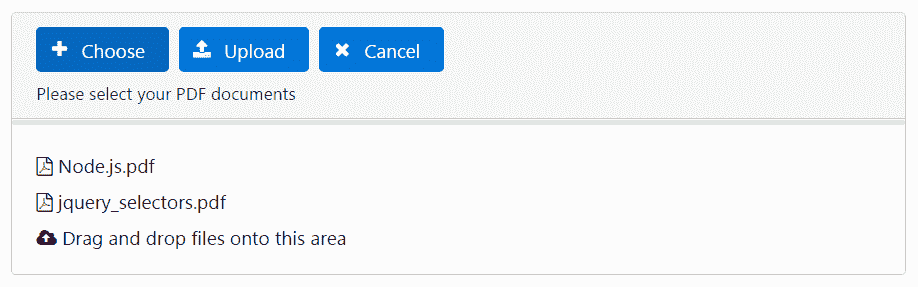 Choose Upload Cancel
Please select your PDF documents
Node.js.pdf
jquery_selectors.pdf
Drag and drop files onto this area